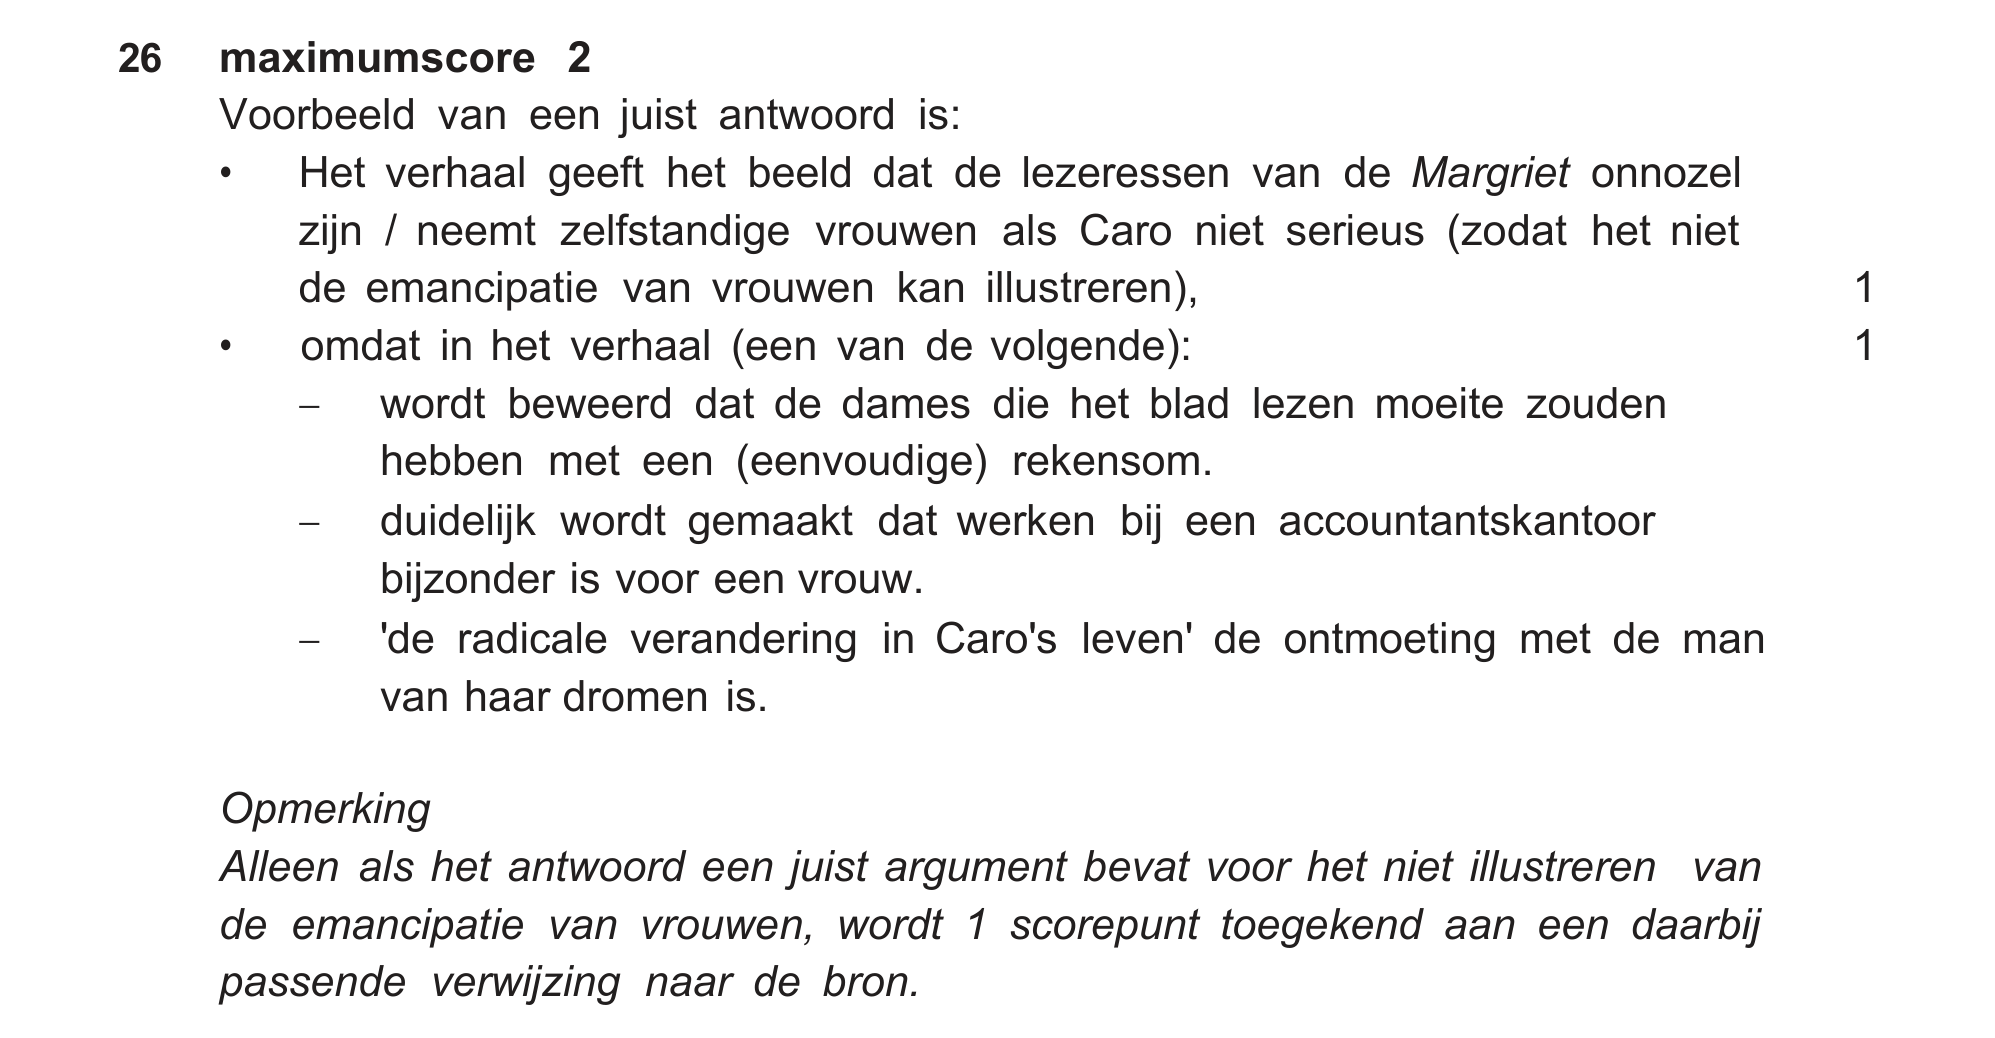 26 maximumscore 2
Voorbeeld van een juist antwoord is:
• Het verhaal geeft het beeld dat de lezeressen van de Margriet onnozel
zijn / neemt zelfstandige vrouwen als Caro niet serieus (zodat het niet
de emancipatie van vrouwen kan illustreren), 1
• omdat in het verhaal (een van de volgende): 1
– wordt beweerd dat de dames die het blad lezen moeite zouden
hebben met een (eenvoudige) rekensom.
– duidelijk wordt gemaakt dat werken bij een accountantskantoor
bijzonder is voor een vrouw.
– 'de radicale verandering in Caro's leven' de ontmoeting met de man
van haar dromen is.
Opmerking
Alleen als het antwoord een juist argument bevat voor het niet illustreren van
de emancipatie van vrouwen, wordt 1 scorepunt toegekend aan een daarbij
passende verwijzing naar de bron.